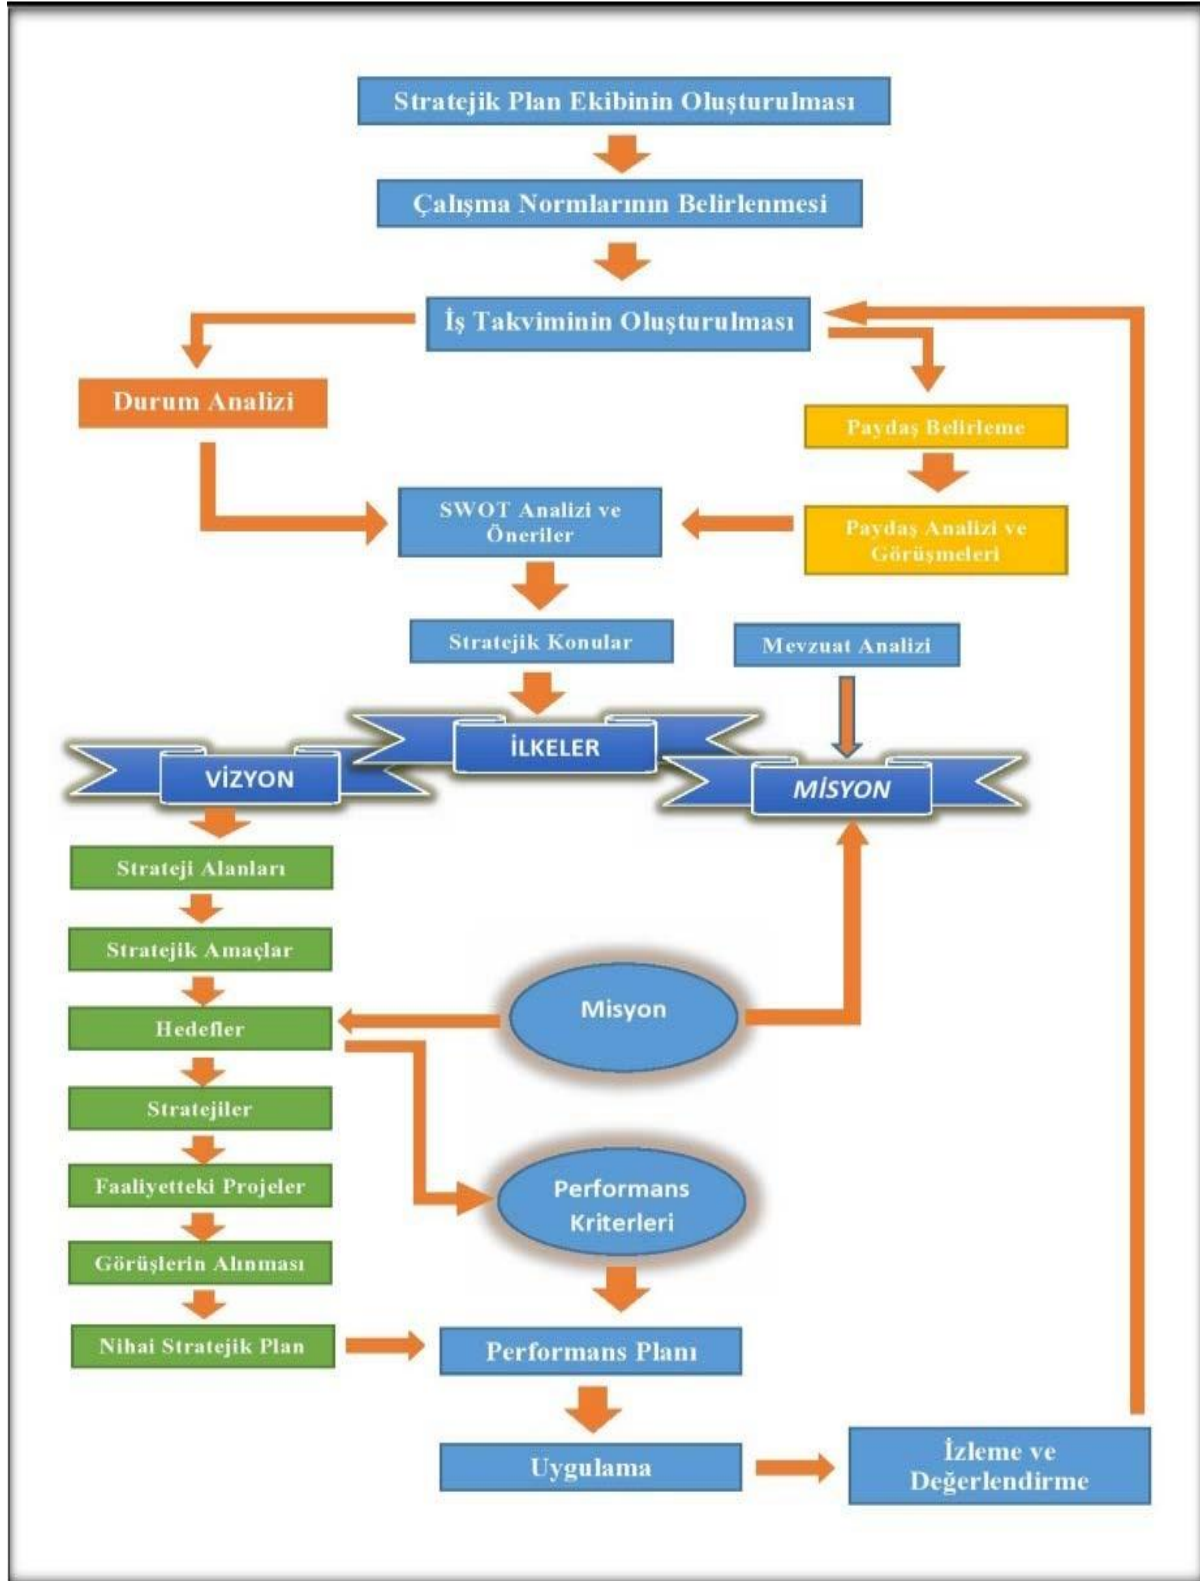 Stratejik Plan Ekibinin Oluşturulması
Çalışma Normlarının Belirlenmesi
İş Takviminin Oluşturulması
Durum Analizi
Paydaş Belirleme
SWOT Analizi ve
Öneriler
Paydaş Analizi ve
Görüşmeleri
Stratejik Konular
Mevzuat Analizi
İLKELER
VİZYON
MİSYON
Strateji Alanları
Stratejik Amaçlar
Misyon
Hedefler
Stratejiler
Faaliyetteki Projeler
Performans
Kriterleri
Görüşlerin Alınması
Nihai Stratejik Plan
Performans Planı
Uygulama
İzleme ve
Değerlendirme